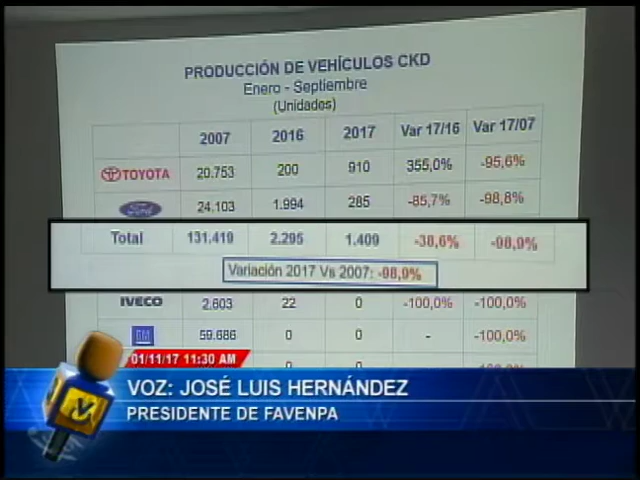 PRODUCCIÓN DE VEHÍCULOS CKD
Enero - Septiembre
(Unidades)
2007 2016 2017 Var 17/16 Var 17/07
TOYOTA 20.753 200 910 355,0% -95,6%
Ford 24.103 1.994 285 -85,7% -98,8%
Total 131.419 2.295 1.409 -38,6% -98,9%
Variación 2017 Vs 2007: -98,9%
IVECO 2.603 22 0 -100,0% -100,0%
GM 59.686 0 0 - -100,0%
01/11/17 11:30 AM
VOZ: JOSÉ LUIS HERNÁNDEZ
PRESIDENTE DE FAVENPA